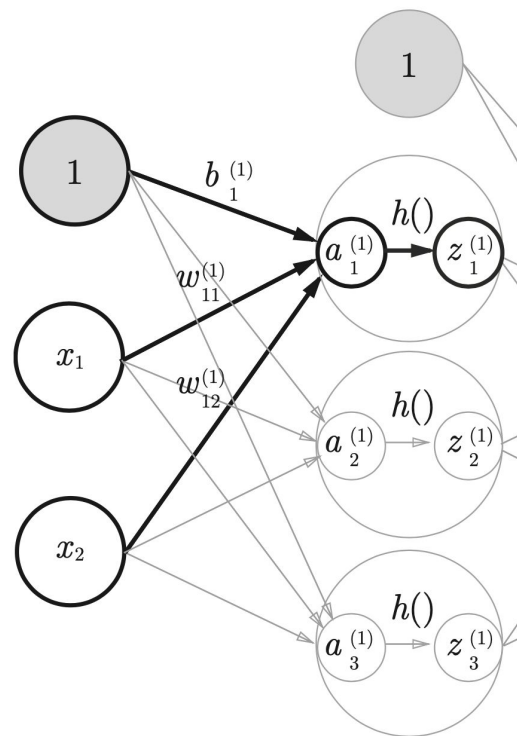 1
1
b₁⁽¹⁾
h()
a₁⁽¹⁾
z₁⁽¹⁾
w₁₁⁽¹⁾
x₁
w₁₂⁽¹⁾
h()
a₂⁽¹⁾
z₂⁽¹⁾
x₂
h()
a₃⁽¹⁾
z₃⁽¹⁾